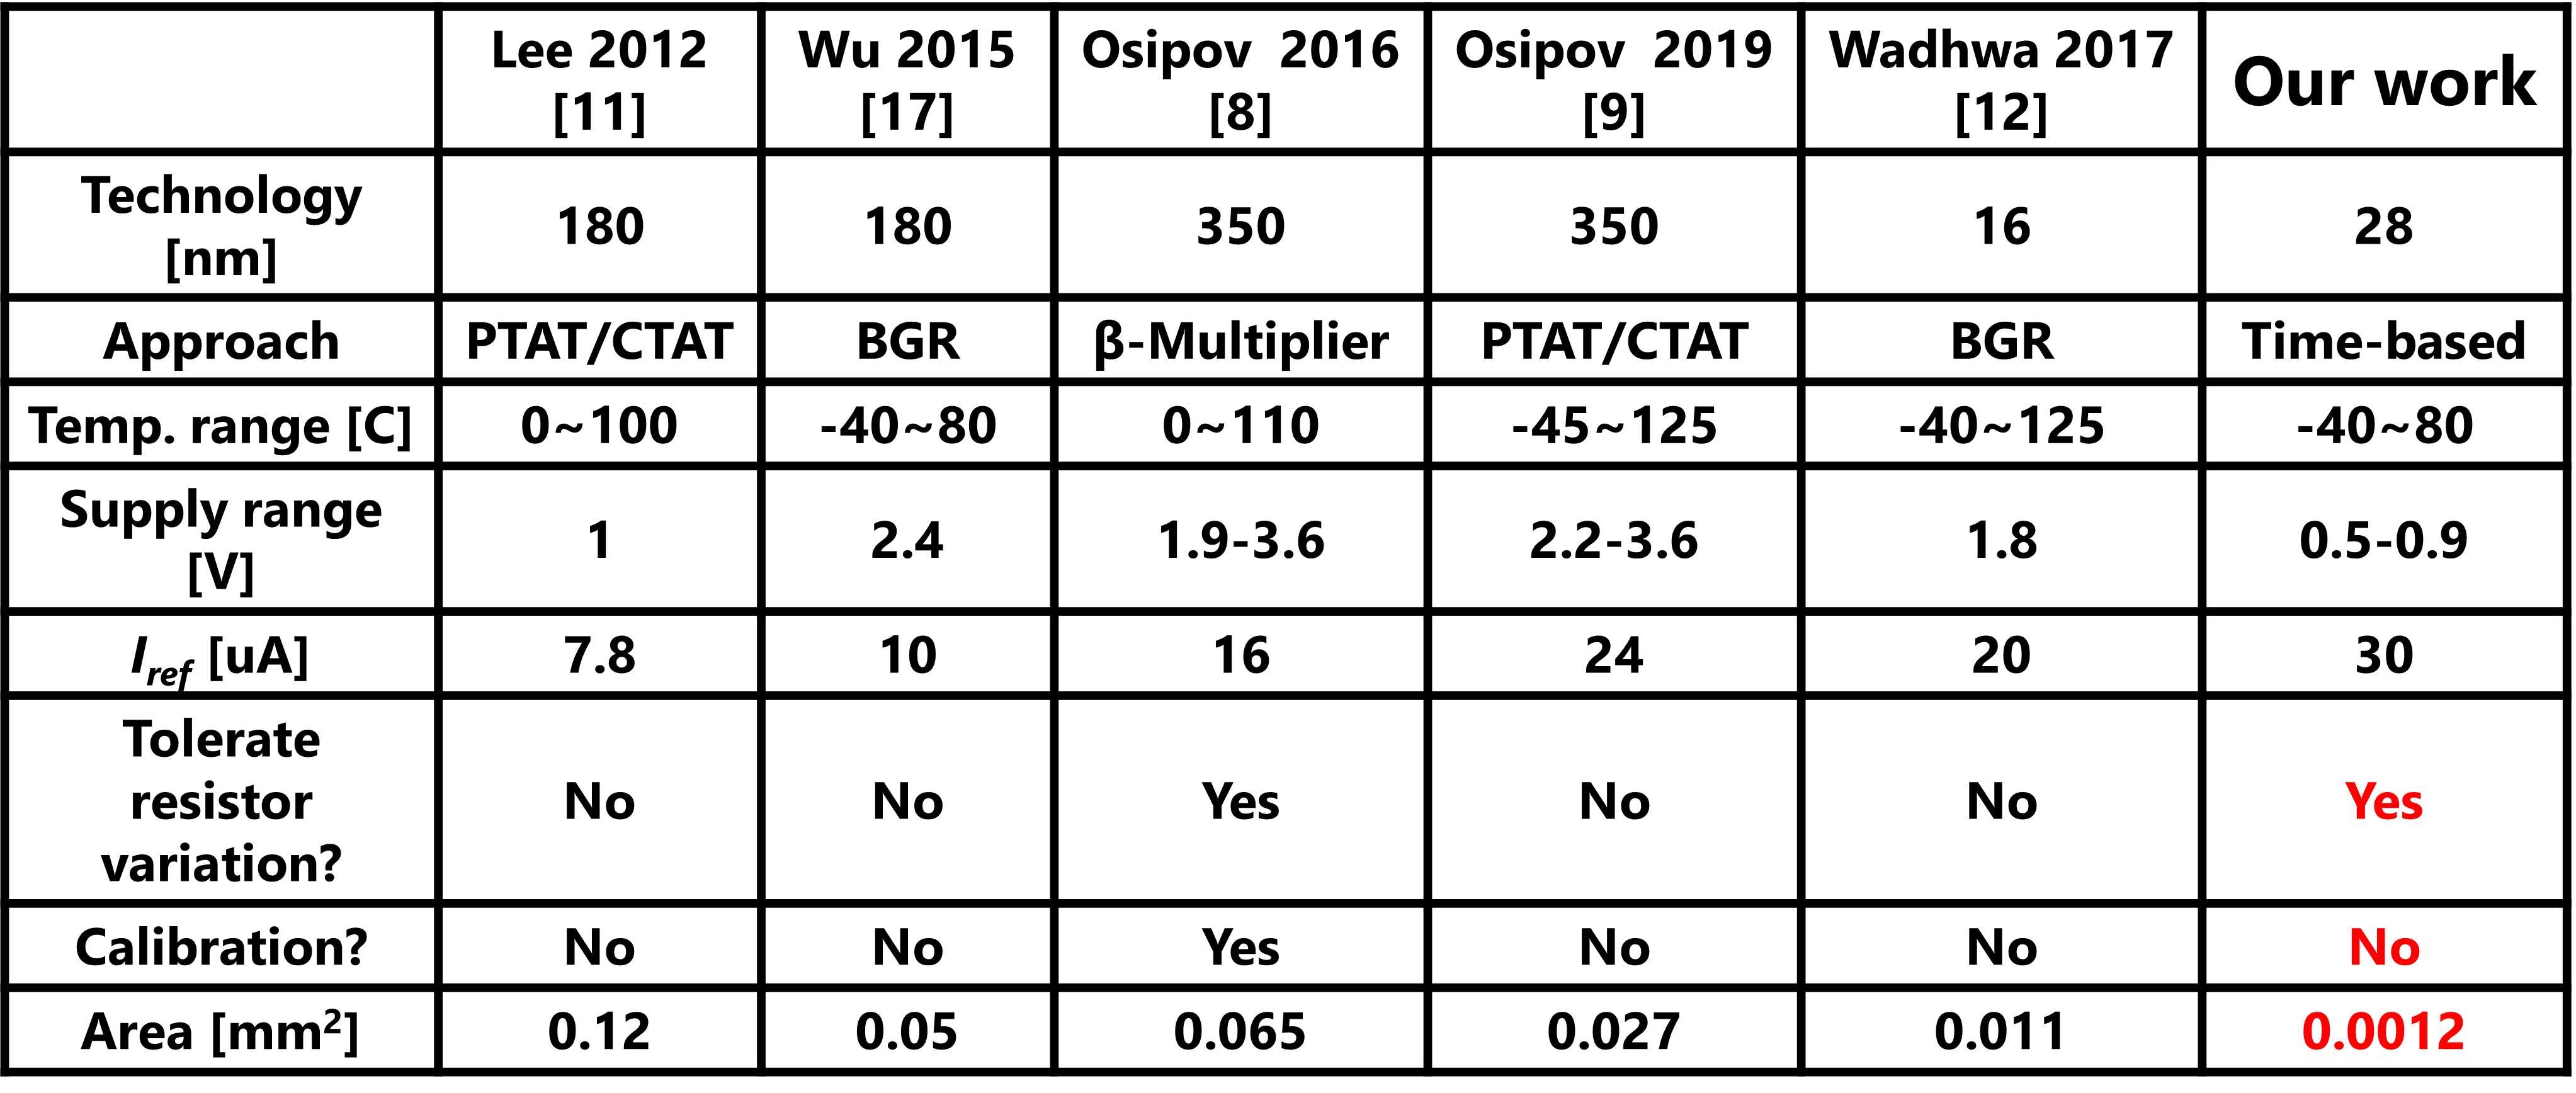 Lee 2012 [11] Wu 2015 [17] Osipov  2016 [8] Osipov  2019 [9] Wadhwa 2017 [12] Our work
Technology [nm] 180 180 350 350 16 28
Approach PTAT/CTAT BGR β-Multiplier PTAT/CTAT BGR Time-based
Temp. range [C] 0~100 -40~80 0~110 -45~125 -40~125 -40~80
Supply range [V] 1 2.4 1.9-3.6 2.2-3.6 1.8 0.5-0.9
Iref [uA] 7.8 10 16 24 20 30
Tolerate resistor variation? No No Yes No No Yes
Calibration? No No Yes No No No
Area [mm²] 0.12 0.05 0.065 0.027 0.011 0.0012